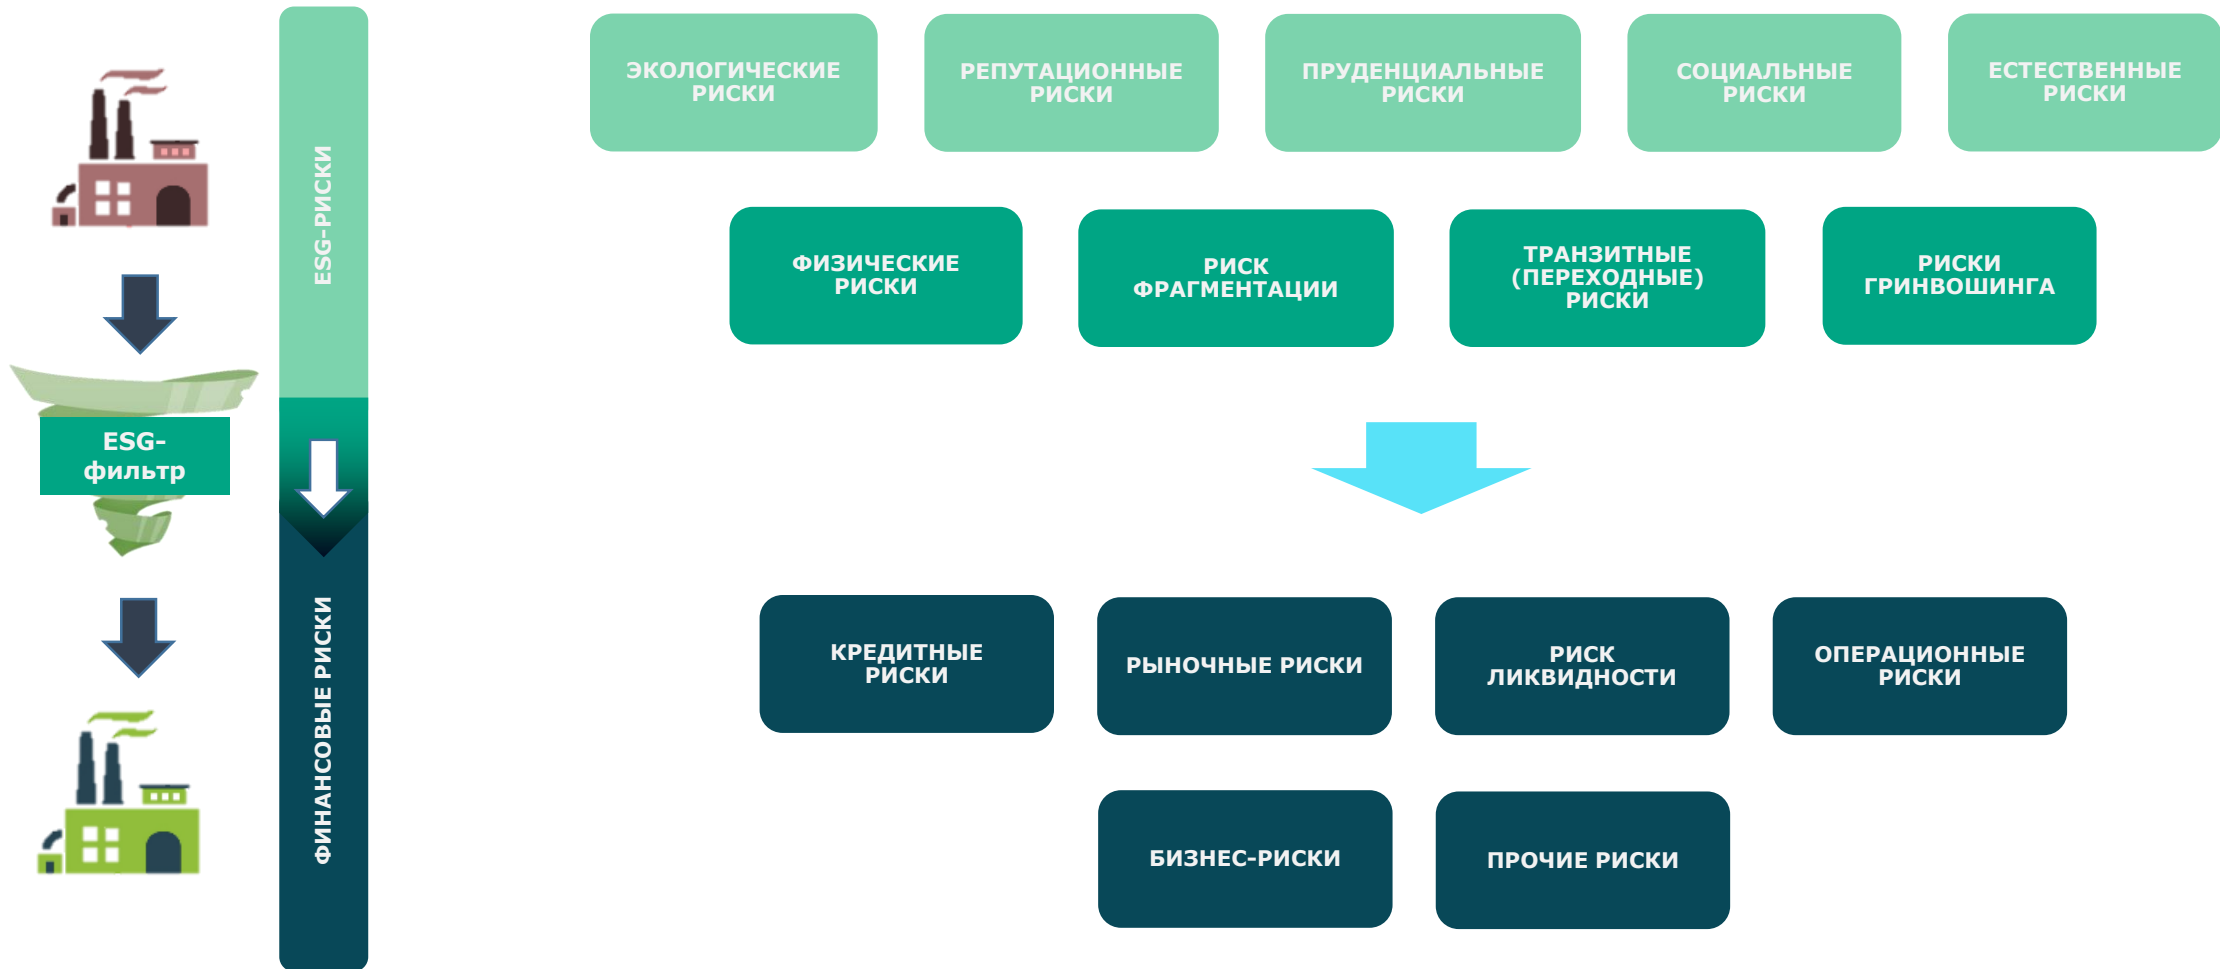 ESG-РИСКИ
ЭКОЛОГИЧЕСКИЕ
РИСКИ
РЕПУТАЦИОННЫЕ
РИСКИ
ПРУДЕНЦИАЛЬНЫЕ
РИСКИ
СОЦИАЛЬНЫЕ
РИСКИ
ЕСТЕСТВЕННЫЕ
РИСКИ
ФИЗИЧЕСКИЕ
РИСКИ
РИСК
ФРАГМЕНТАЦИИ
ТРАНЗИТНЫЕ
(ПЕРЕХОДНЫЕ)
РИСКИ
РИСКИ
ГРИНВОШИНГА
ESG-
фильтр
ФИНАНСОВЫЕ РИСКИ
КРЕДИТНЫЕ
РИСКИ
РЫНОЧНЫЕ РИСКИ
РИСК
ЛИКВИДНОСТИ
ОПЕРАЦИОННЫЕ
РИСКИ
БИЗНЕС-РИСКИ
ПРОЧИЕ РИСКИ